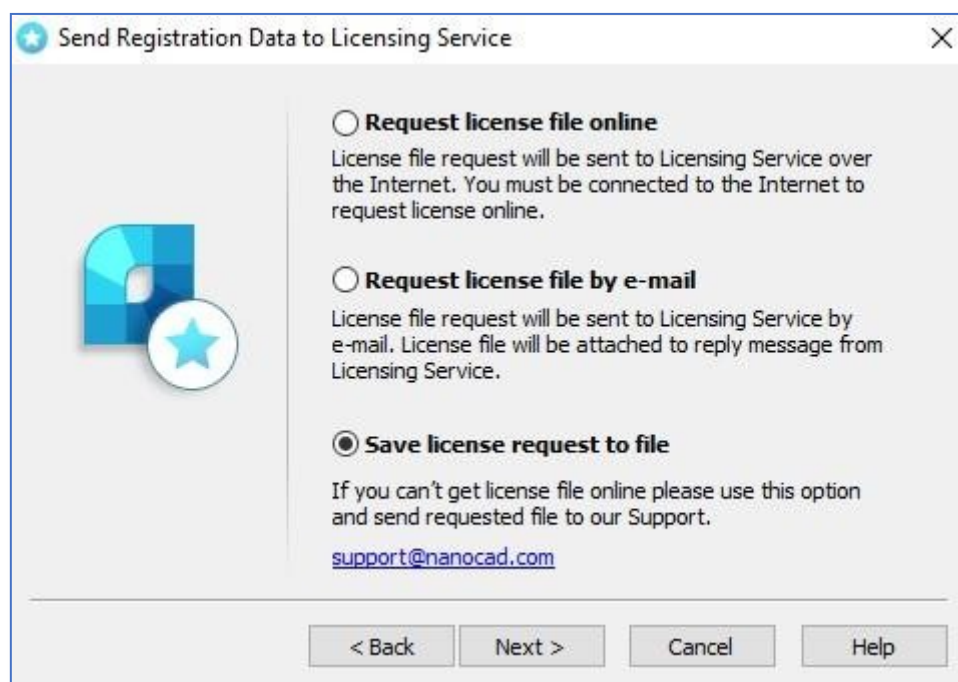 Send Registration Data to Licensing Service
Request license file online
License file request will be sent to Licensing Service over
the Internet. You must be connected to the Internet to
request license online.
Request license file by e-mail
License file request will be sent to Licensing Service by
e-mail. License file will be attached to reply message from
Licensing Service.
Save license request to file
If you can't get license file online please use this option
and send requested file to our Support.
support@nanocad.com
< Back Next > Cancel Help